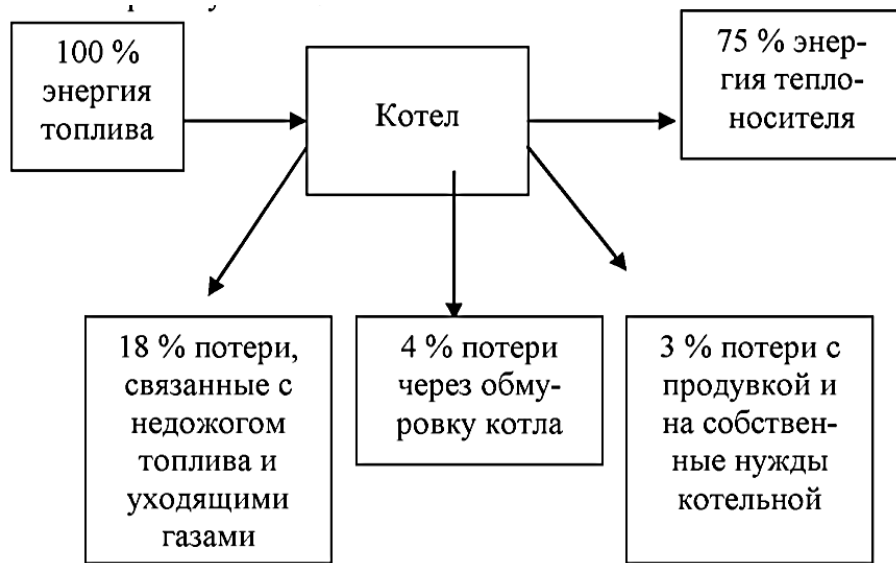 100 %
энергия
топлива
Котел
75 % энер-
гия тепло-
носителя
18 % потери,
связанные с
недожогом
топлива и
уходящими
газами
4 % потери
через обму-
ровку котла
3 % потери с
продувкой и
на собствен-
ные нужды
котельной